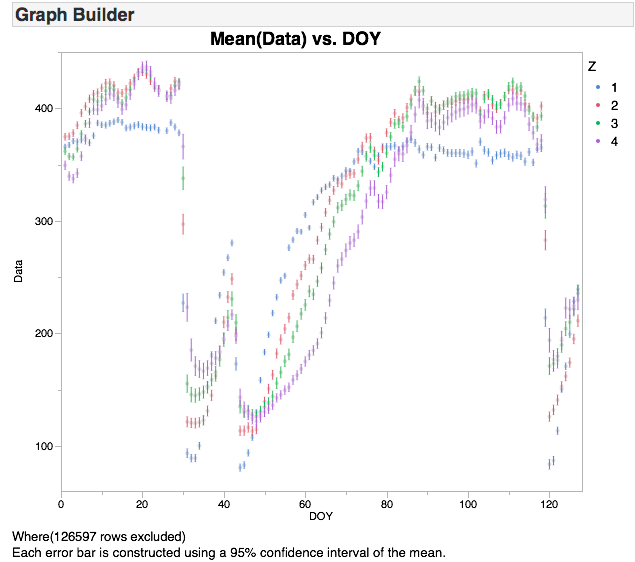 Graph Builder
Mean(Data) vs. DOY
Z
1
2
3
4
400
300
200
100
Data
0 20 40 60 80 100 120
DOY
Where(126597 rows excluded)
Each error bar is constructed using a 95% confidence interval of the mean.